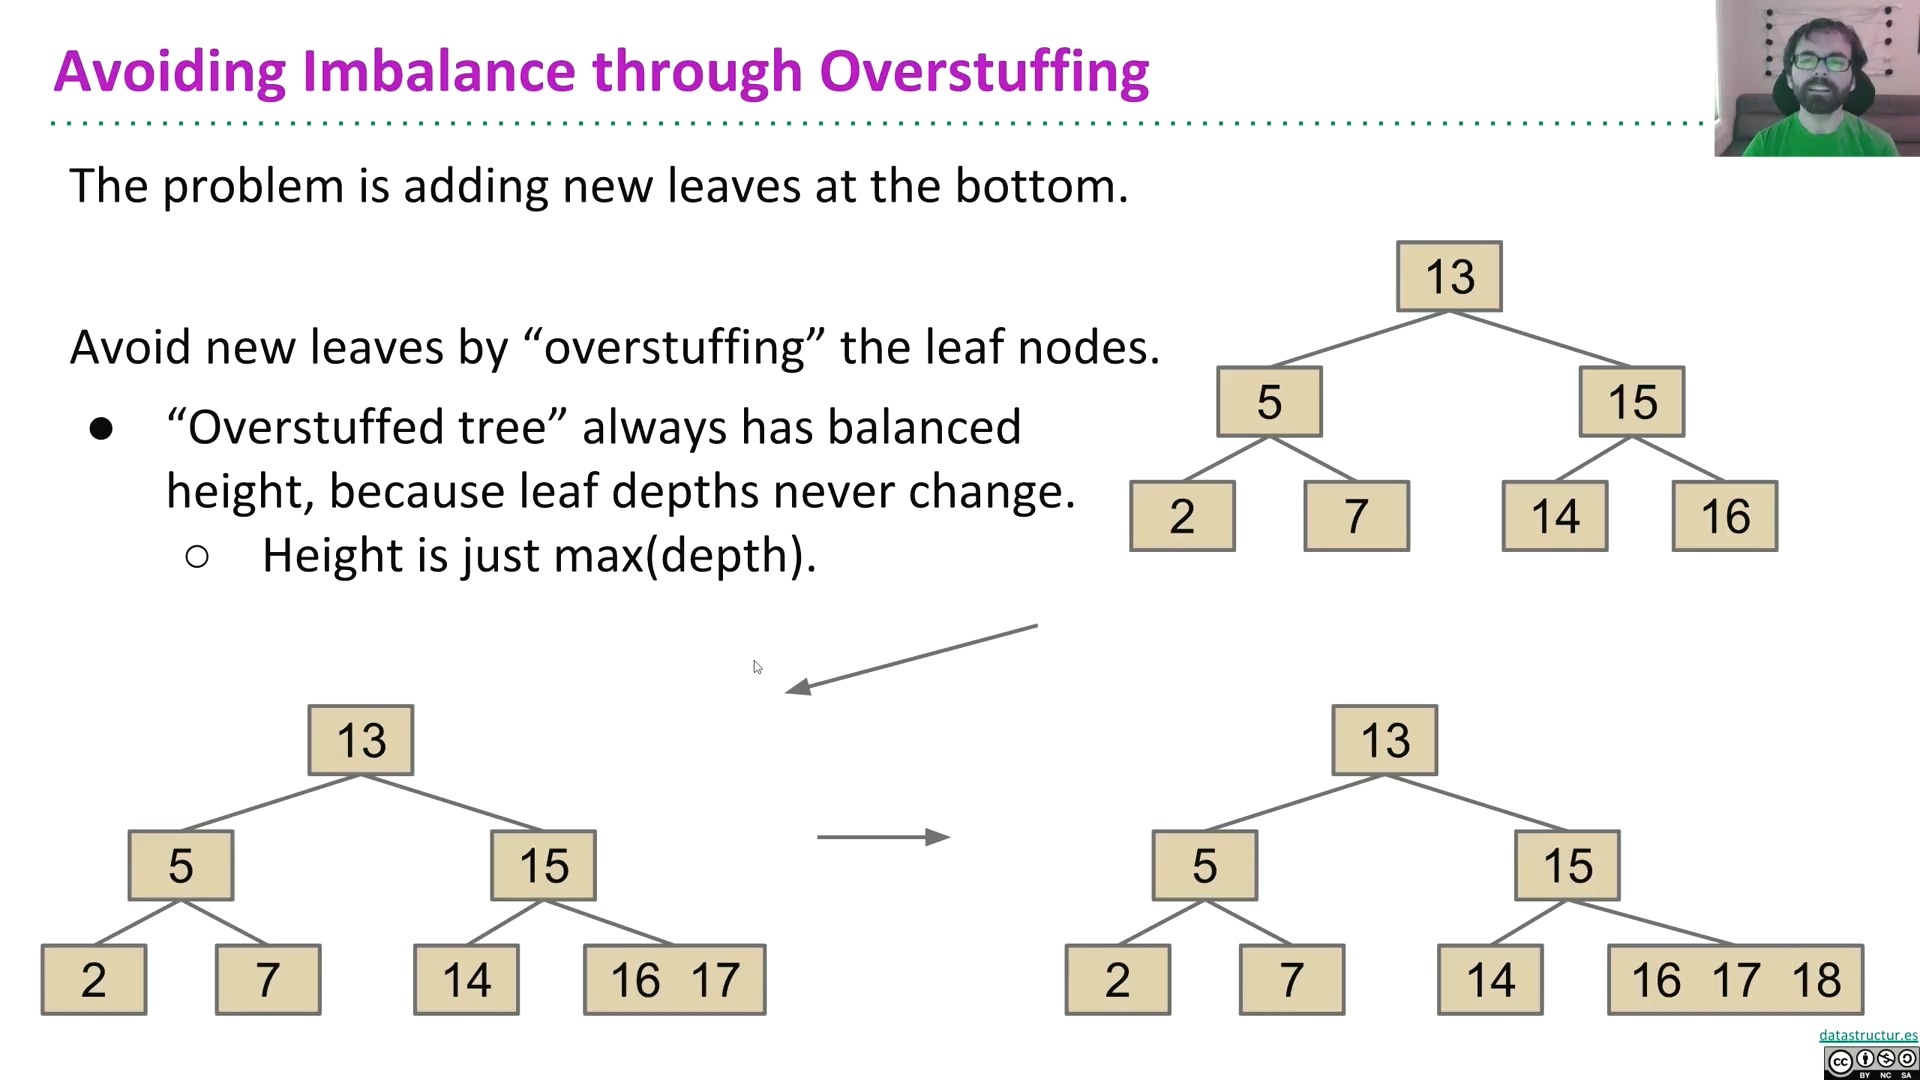 Avoiding Imbalance through Overstuffing
The problem is adding new leaves at the bottom.
Avoid new leaves by “overstuffing” the leaf nodes.
● “Overstuffed tree” always has balanced
height, because leaf depths never change.
○ Height is just max(depth).
13
5 15
2 7 14 16
13
5 15
2 7 14 16 17
13
5 15
2 7 14 16 17 18
datastructur.es
cc BY NC SA